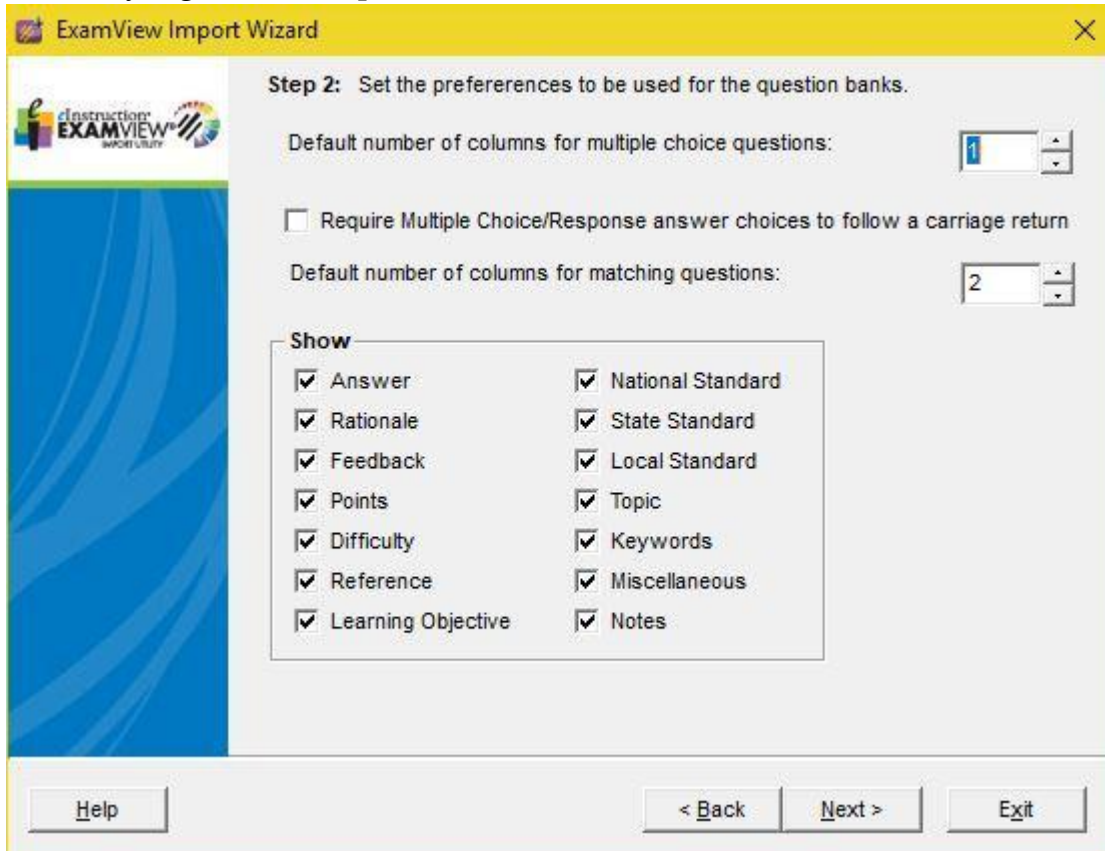 ExamView Import Wizard
eInstruction
EXAMVIEW
IMPORT UTILITY
Step 2: Set the prefererences to be used for the question banks.
Default number of columns for multiple choice questions:
1
Require Multiple Choice/Response answer choices to follow a carriage return
Default number of columns for matching questions:
2
Show
Answer
National Standard
Rationale
State Standard
Feedback
Local Standard
Points
Topic
Difficulty
Keywords
Reference
Miscellaneous
Learning Objective
Notes
Help
< Back
Next >
Exit